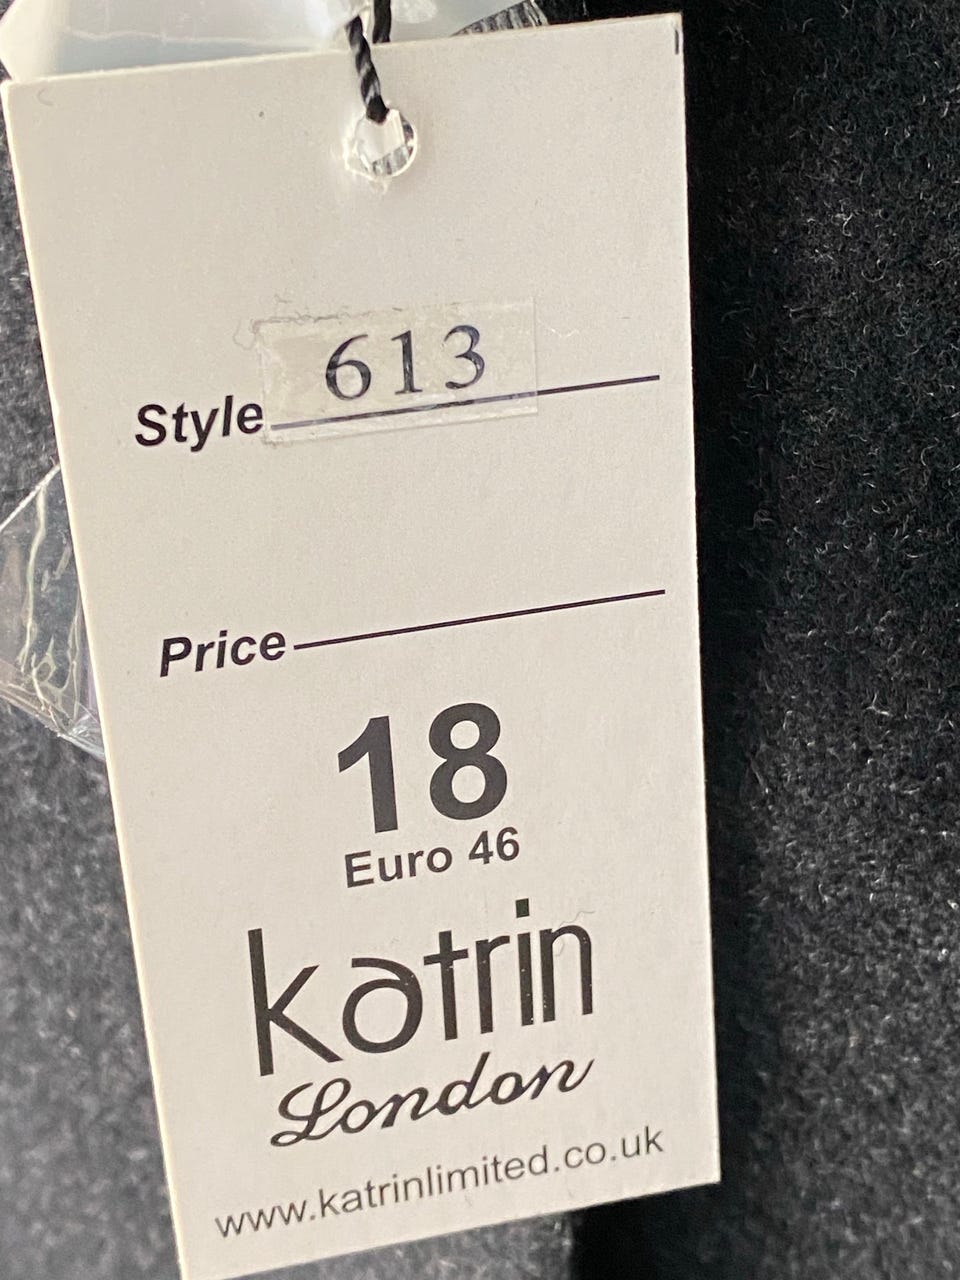 Style 613
Price
18
Euro 46
katrin
London
www.katrinlimited.co.uk